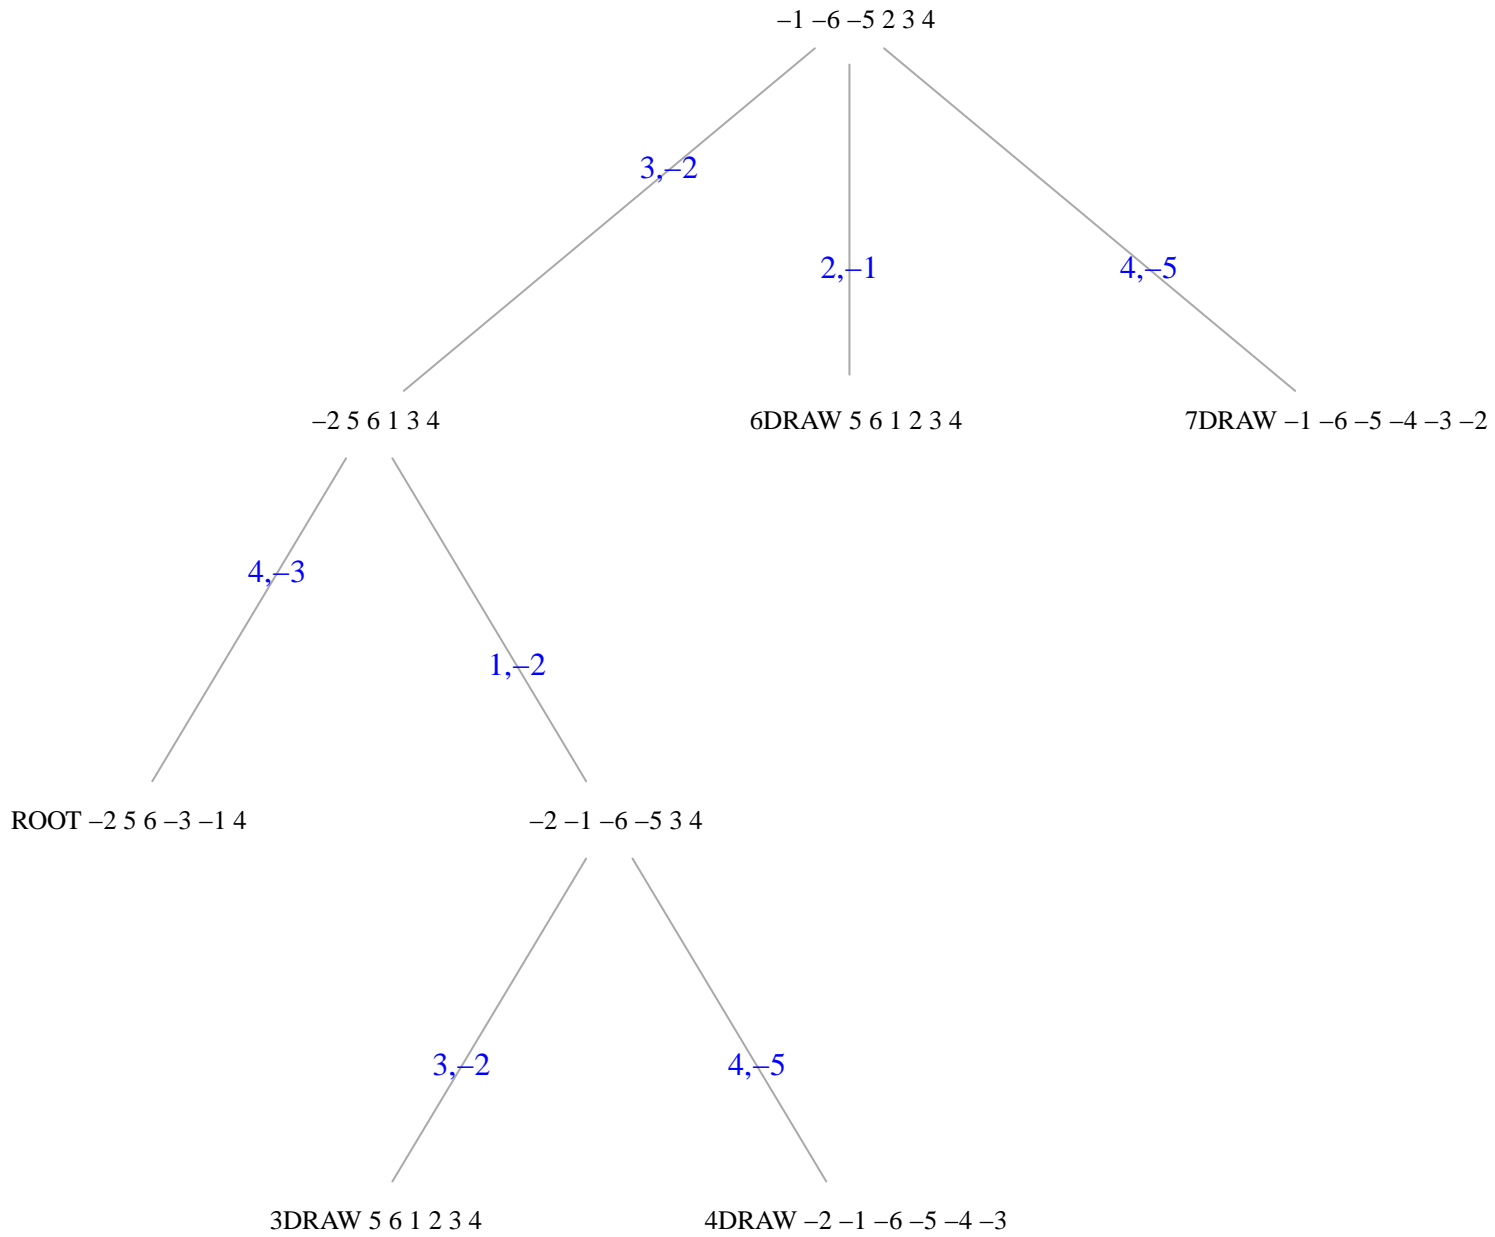 –1 –6 –5 2 3 4
3,–2
2,–1
4,–5
–2 5 6 1 3 4
6DRAW 5 6 1 2 3 4
7DRAW –1 –6 –5 –4 –3 –2
4,–3
1,–2
ROOT –2 5 6 –3 –1 4
–2 –1 –6 –5 3 4
3,–2
4,–5
3DRAW 5 6 1 2 3 4
4DRAW –2 –1 –6 –5 –4 –3